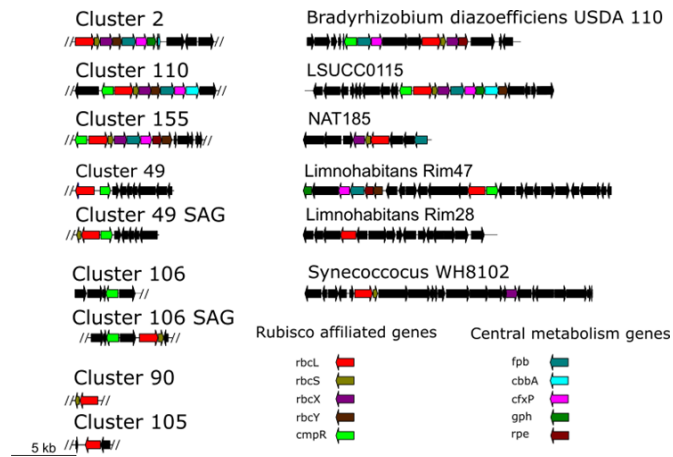 Cluster 2
Bradyrhizobium diazoefficiens USDA 110
Cluster 110
LSUCC0115
Cluster 155
NAT185
Cluster 49
Limnohabitans Rim47
Cluster 49 SAG
Limnohabitans Rim28
Cluster 106
Synecoccocus WH8102
Cluster 106 SAG
Rubisco affiliated genes
Central metabolism genes
rbcL
fpb
rbcS
cbbA
Cluster 90
rbcX
cfxP
rbcY
gph
Cluster 105
cmpR
rpe
5 kb